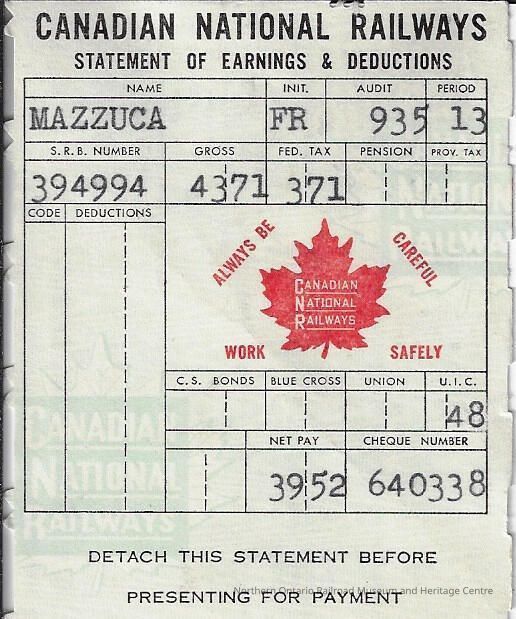 CANADIAN NATIONAL RAILWAYS
STATEMENT OF EARNINGS & DEDUCTIONS
NAME INIT. AUDIT PERIOD
MAZZUCA FR 935 13
S.R.B. NUMBER GROSS FED. TAX PENSION PROV. TAX
394994 4371 371
CODE DEDUCTIONS
ALWAYS BE CAREFUL
CANADIAN
NATIONAL
RAILWAYS
WORK SAFELY
C.S. BONDS BLUE CROSS UNION U.I.C.
48
NET PAY CHEQUE NUMBER
3952 640338
CANADIAN
NATIONAL
RAILWAYS
DETACH THIS STATEMENT BEFORE
Northern Ontario Railroad Museum and Heritage Centre
PRESENTING FOR PAYMENT